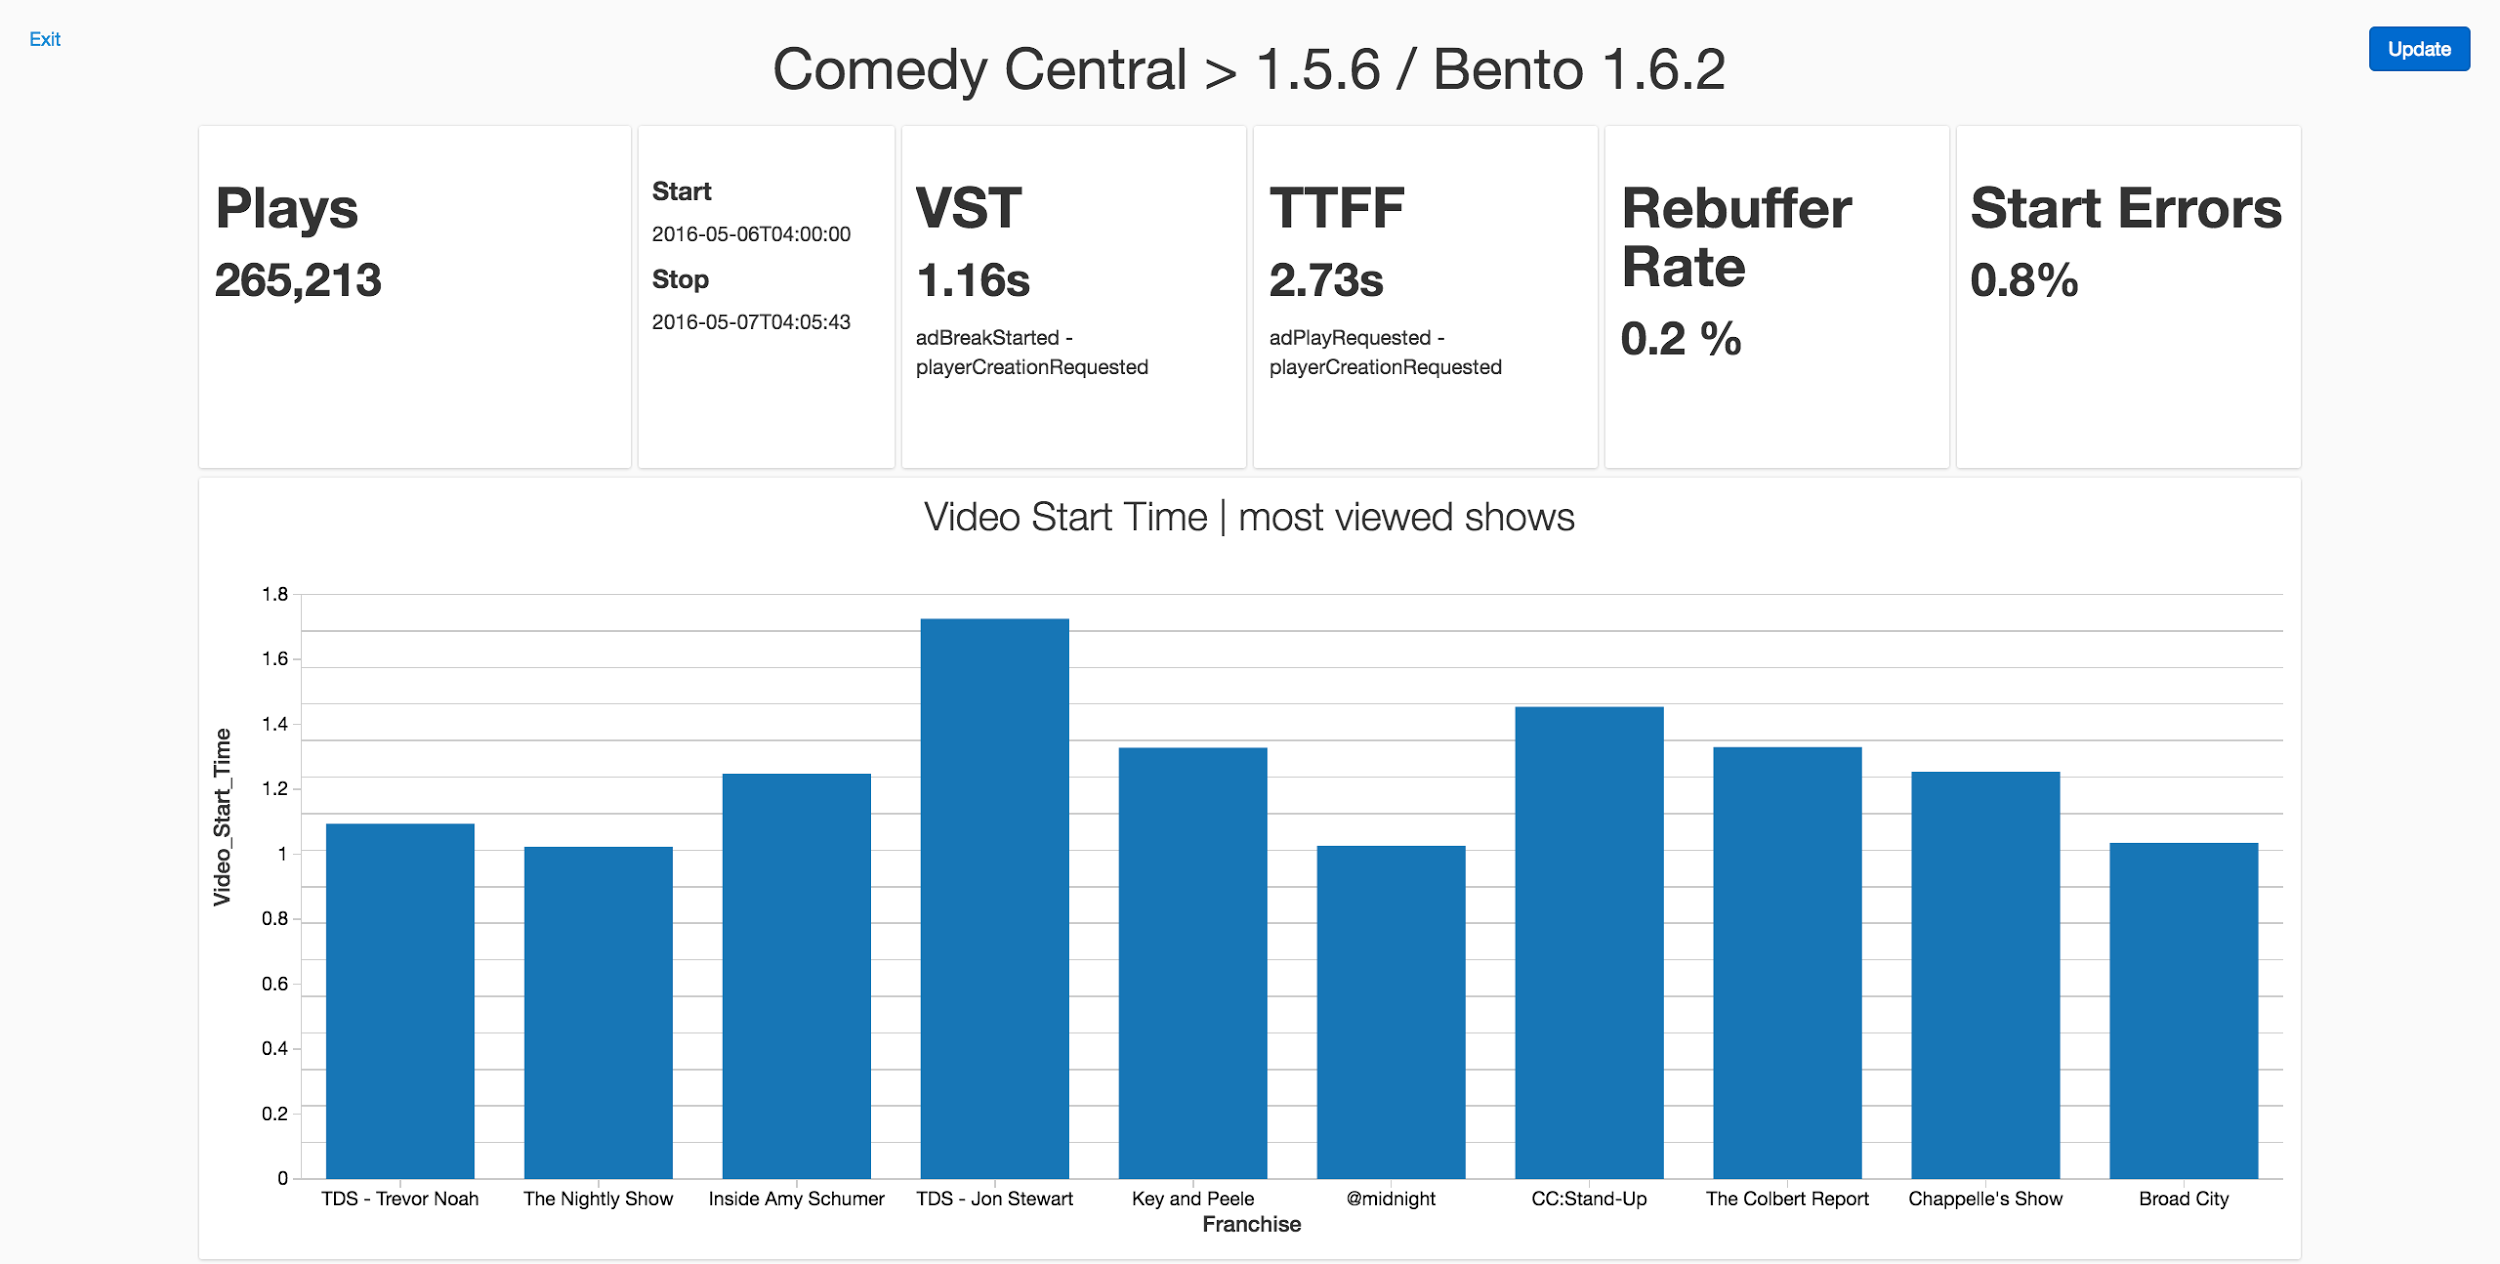 Exit
Comedy Central > 1.5.6 / Bento 1.6.2
Update
Plays
265,213
Start
2016-05-06T04:00:00
Stop
2016-05-07T04:05:43
VST
1.16s
adBreakStarted -
playerCreationRequested
TTFF
2.73s
adPlayRequested -
playerCreationRequested
Rebuffer
Rate
0.2 %
Start Errors
0.8%
Video Start Time | most viewed shows
Video_Start_Time
1.8
1.6
1.4
1.2
1
0.8
0.6
0.4
0.2
0
TDS - Trevor Noah
The Nightly Show
Inside Amy Schumer
TDS - Jon Stewart
Key and Peele
@midnight
CC:Stand-Up
The Colbert Report
Chappelle's Show
Broad City
Franchise